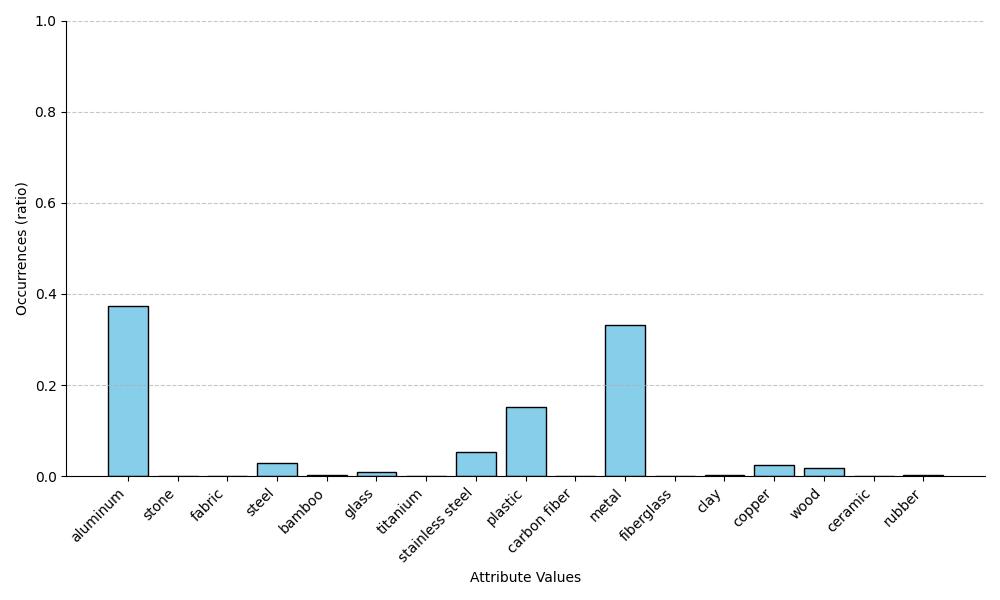 1.0
0.8
0.6
0.4
0.2
0.0
Occurrences (ratio)
aluminum
stone
fabric
steel
bamboo
glass
titanium
stainless steel
plastic
carbon fiber
metal
fiberglass
clay
copper
wood
ceramic
rubber
Attribute Values